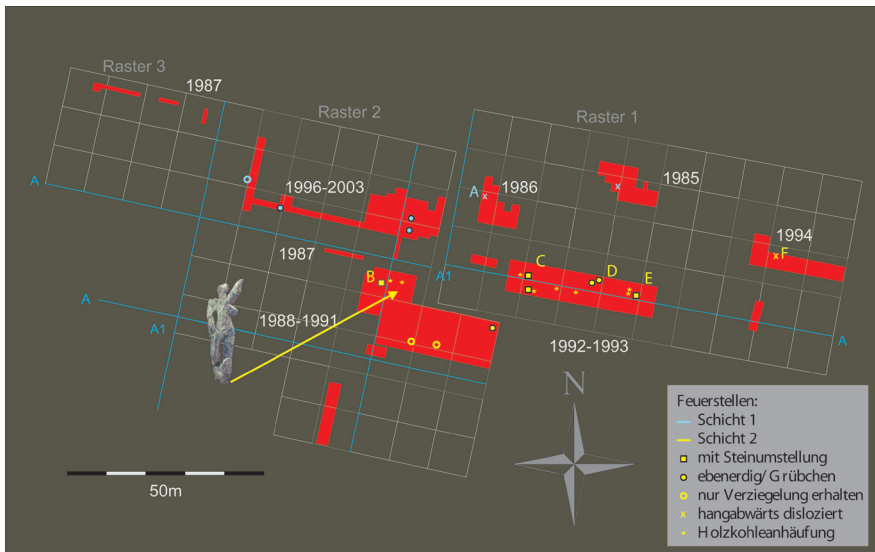 Raster 3
1987
Raster 2
Raster 1
A
1996-2003
A
1986
1985
1994
F
1987
B
A1
C
D
E
A
A1
1988-1991
1992-1993
A
N
50m
Feuerstellen:
Schicht 1
Schicht 2
mit Steinumstellung
ebenerdig/ Grübchen
nur Verziegelung erhalten
hangabwärts disloziert
Holzkohleanhäufung